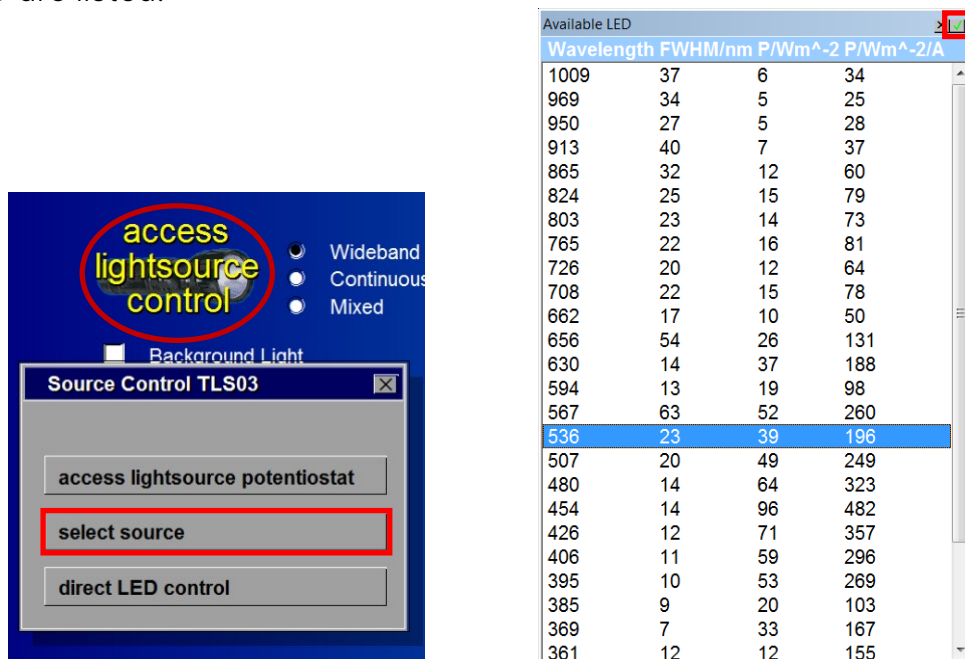 are listed.
access
lightsource
control
Wideband
Continuous
Mixed
Background Light
Source Control TLS03
access lightsource potentiostat
select source
direct LED control
Available LED
Wavelength FWHM/nm P/Wm^-2 P/Wm^-2/A
1009 37 6 34
969 34 5 25
950 27 5 28
913 40 7 37
865 32 12 60
824 25 15 79
803 23 14 73
765 22 16 81
726 20 12 64
708 22 15 78
662 17 10 50
656 54 26 131
630 14 37 188
594 13 19 98
567 63 52 260
536 23 39 196
507 20 49 249
480 14 64 323
454 14 96 482
426 12 71 357
406 11 59 296
395 10 53 269
385 9 20 103
369 7 33 167
361 12 12 155